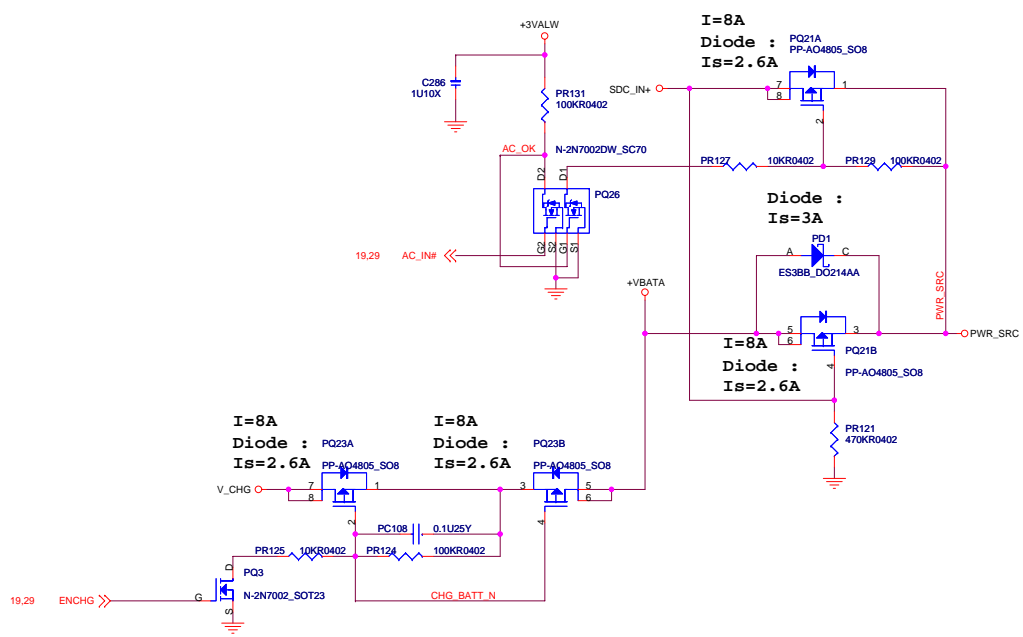 +3VALW
C286
1U10X
PR131
100KR0402
AC_OK
N-2N7002DW_SC70
D2
D1
PQ26
G2
S2
G1
S1
19,29
AC_IN#
I=8A
Diode :
Is=2.6A
PQ21A
PP-AO4805_SO8
SDC_IN+
7
8
1
2
PR127
10KR0402
PR129
100KR0402
Diode :
Is=3A
PD1
A
C
ES3BB_DO214AA
PWR_SRC
+VBATA
5
6
3
4
PWR_SRC
I=8A
Diode :
Is=2.6A
PQ21B
PP-AO4805_SO8
PR121
470KR0402
I=8A
Diode :
Is=2.6A
PQ23A
PP-AO4805_SO8
I=8A
Diode :
Is=2.6A
PQ23B
PP-AO4805_SO8
V_CHG
7
8
1
2
3
5
6
4
PC108
0.1U25Y
PR125
10KR0402
PR124
100KR0402
D
PQ3
G
N-2N7002_SOT23
S
19,29
ENCHG
CHG_BATT_N